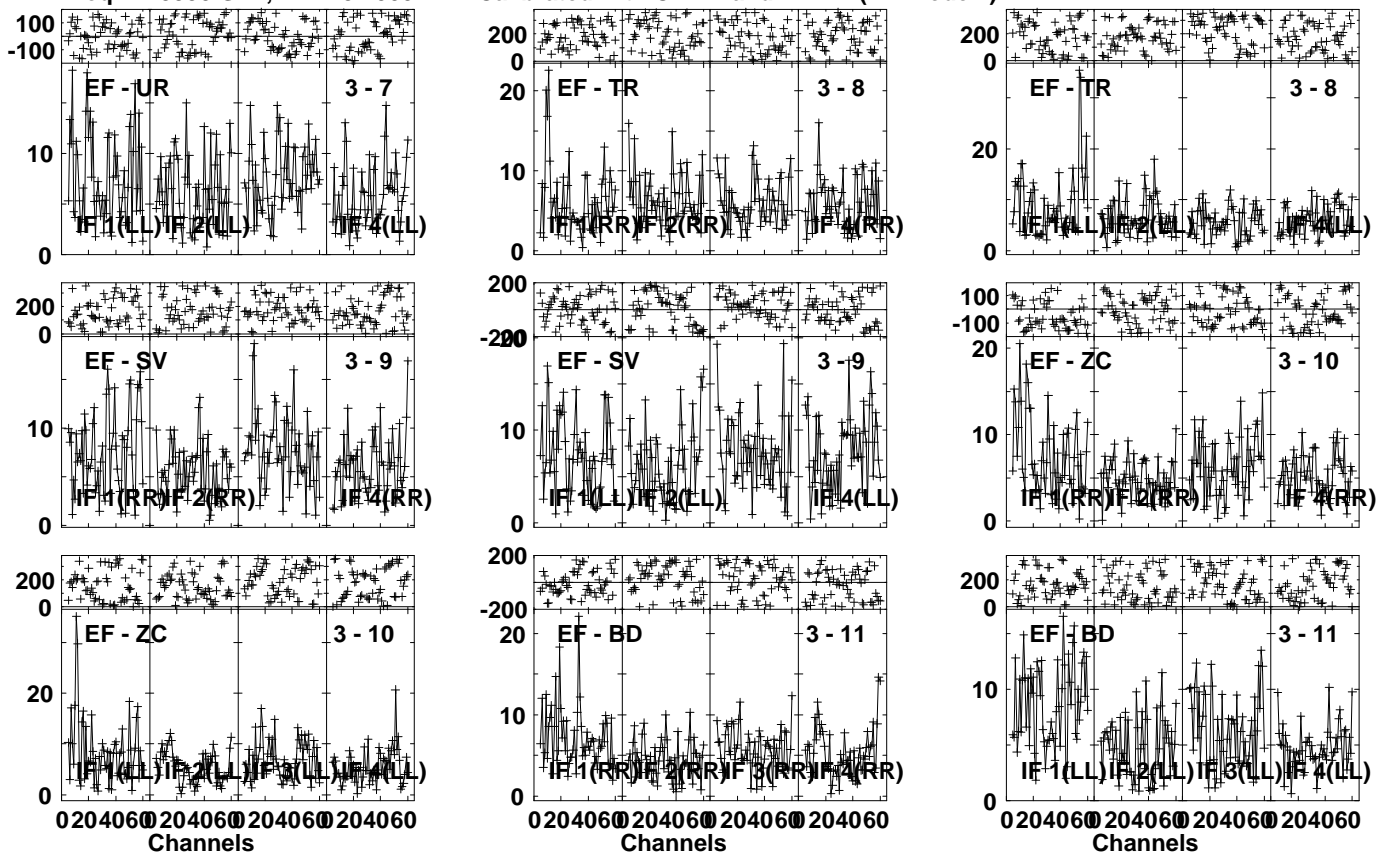 100
-100
EF - UR 3 - 7
10
0
IF 1(LL) IF 2(LL) IF 4(LL)
200
0
EF - TR 3 - 8
20
10
0
IF 1(RR) IF 2(RR) IF 4(RR)
200
0
EF - TR 3 - 8
20
0
IF 1(LL) IF 2(LL) IF 4(LL)
200
0
EF - SV 3 - 9
10
0
IF 1(RR) IF 2(RR) IF 4(RR)
200
-200
20
EF - SV 3 - 9
10
0
IF 1(LL) IF 2(LL) IF 4(LL)
100
-100
20
EF - ZC 3 - 10
10
0
IF 1(RR) IF 2(RR) IF 4(RR)
200
0
EF - ZC 3 - 10
20
0
IF 1(LL) IF 2(LL) IF 3(LL) IF 4(LL)
0 20 40 60 0 20 40 60 0 20 40 60 0 20 40 60
Channels
200
-200
20
EF - BD 3 - 11
10
0
IF 1(RR) IF 2(RR) IF 3(RR) IF 4(RR)
0 20 40 60 0 20 40 60 0 20 40 60 0 20 40 60
Channels
200
0
EF - BD 3 - 11
10
0
IF 1(LL) IF 2(LL) IF 3(LL) IF 4(LL)
0 20 40 60 0 20 40 60 0 20 40 60 0 20 40 60
Channels